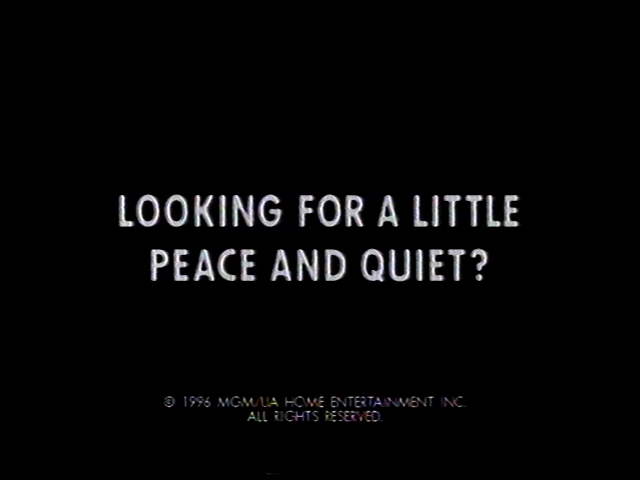 LOOKING FOR A LITTLE
PEACE AND QUIET?
© 1996 MGM/UA HOME ENTERTAINMENT INC.
ALL RIGHTS RESERVED.